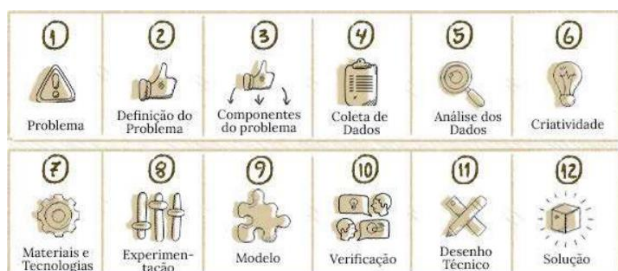 1
2
3
4
5
6
Problema
Definição do
Problema
Componentes
do problema
Coleta de
Dados
Análise dos
Dados
Criatividade
7
8
9
10
11
12
Materiais e
Tecnologias
Experimen-
tação
Modelo
Verificação
Desenho
Técnico
Solução